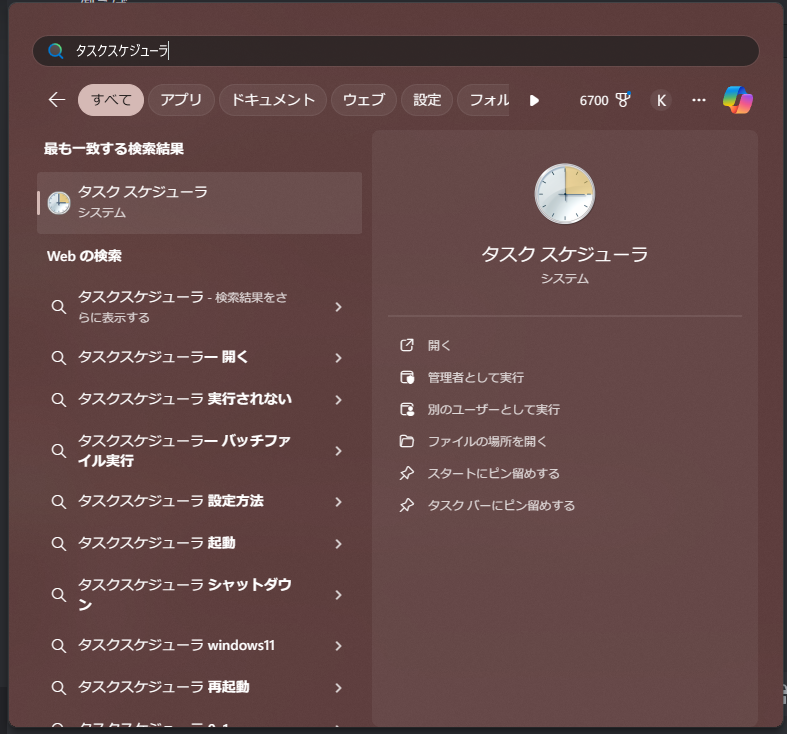 タスクスケジューラ
すべて
アプリ
ドキュメント
ウェブ
設定
フォル
6700
K
最も一致する検索結果
タスク スケジューラ
システム
Web の検索
タスクスケジューラ - 検索結果をさ
らに表示する
タスクスケジューラー 開く
タスクスケジューラ 実行されない
タスクスケジューラー バッチファ
イル実行
タスクスケジューラ 設定方法
タスクスケジューラ 起動
タスクスケジューラ シャットダウ
ン
タスクスケジューラ windows11
タスクスケジューラ 再起動
タスク スケジューラ
システム
開く
管理者として実行
別のユーザーとして実行
ファイルの場所を開く
スタートにピン留めする
タスク バーにピン留めする